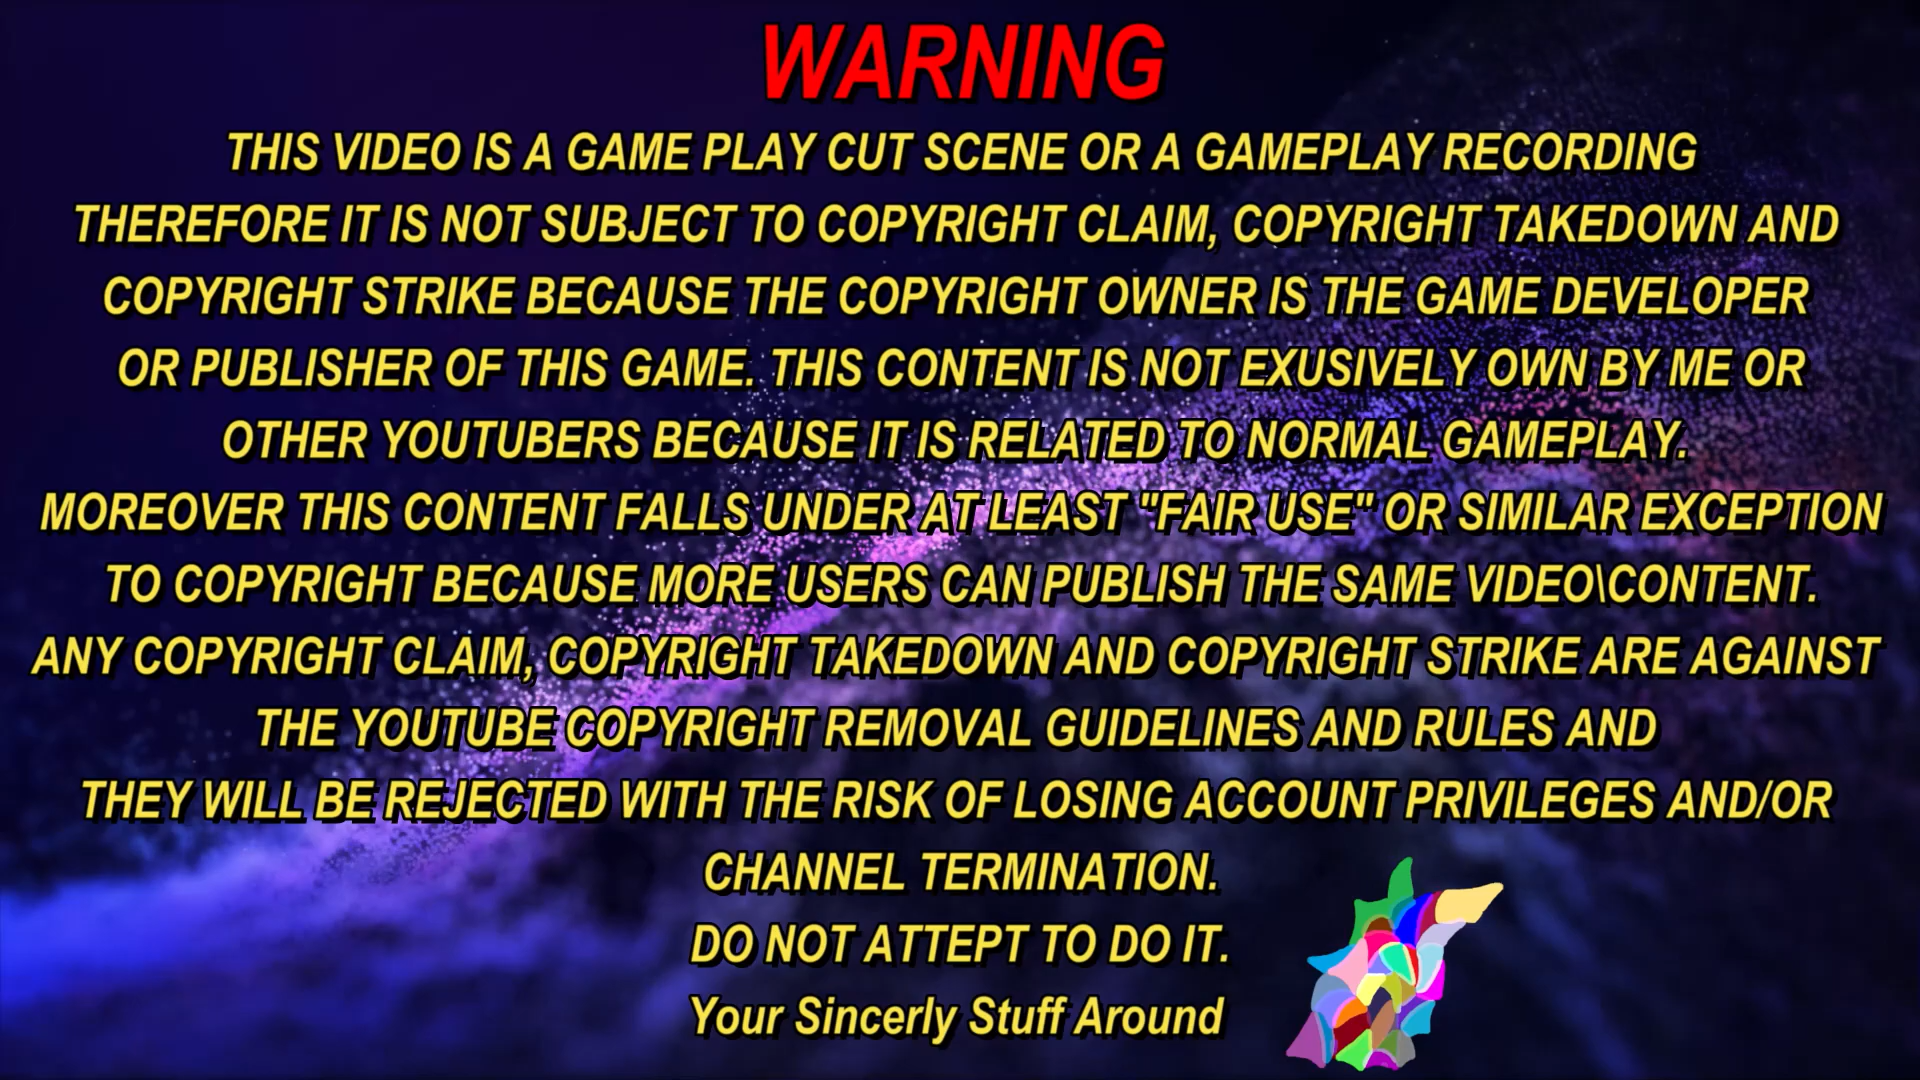 WARNING
THIS VIDEO IS A GAME PLAY CUT SCENE OR A GAMEPLAY RECORDING
THEREFORE IT IS NOT SUBJECT TO COPYRIGHT CLAIM, COPYRIGHT TAKEDOWN AND
COPYRIGHT STRIKE BECAUSE THE COPYRIGHT OWNER IS THE GAME DEVELOPER
OR PUBLISHER OF THIS GAME. THIS CONTENT IS NOT EXUSIVELY OWN BY ME OR
OTHER YOUTUBERS BECAUSE IT IS RELATED TO NORMAL GAMEPLAY.
MOREOVER THIS CONTENT FALLS UNDER AT LEAST "FAIR USE" OR SIMILAR EXCEPTION
TO COPYRIGHT BECAUSE MORE USERS CAN PUBLISH THE SAME VIDEO\CONTENT.
ANY COPYRIGHT CLAIM, COPYRIGHT TAKEDOWN AND COPYRIGHT STRIKE ARE AGAINST
THE YOUTUBE COPYRIGHT REMOVAL GUIDELINES AND RULES AND
THEY WILL BE REJECTED WITH THE RISK OF LOSING ACCOUNT PRIVILEGES AND/OR
CHANNEL TERMINATION.
DO NOT ATTEPT TO DO IT.
Your Sincerly Stuff Around